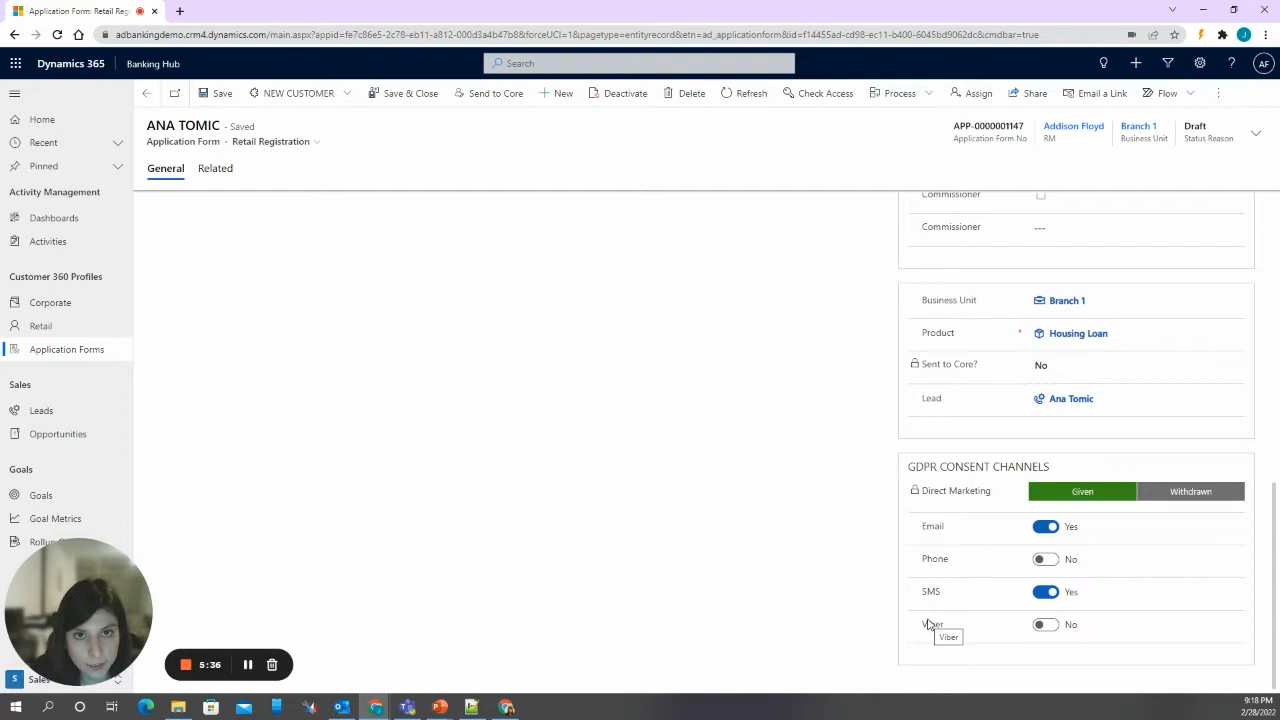 Application Form: Retail Reg
adbankingdemo.crm4.dynamics.com/main.aspx?appid=fe7c86e5-2c78-eb11-a812-000d3a4b47b8&forceUCI=1&pagetype=entityrecord&etn=ad_applicationform&id=f14455ad-cd98-ec11-b400-6045bd9062dc&cmdbar=true
J
Dynamics 365 Banking Hub Search AF
Save NEW CUSTOMER Save & Close Send to Core New Deactivate Delete Refresh Check Access Process Assign Share Email a Link Flow
Home
Recent
Pinned
Activity Management
Dashboards
Activities
Customer 360 Profiles
Corporate
Retail
Application Forms
Sales
Leads
Opportunities
Goals
Goals
Goal Metrics
S Sales
ANA TOMIC - Saved
Application Form · Retail Registration
APP-0000001147 Addison Floyd Branch 1 Draft
Application Form No RM Business Unit Status Reason
General Related
Commissioner
Commissioner ---
Business Unit Branch 1
Product * Housing Loan
Sent to Core? No
Lead Ana Tomic
GDPR CONSENT CHANNELS
Direct Marketing Given Withdrawn
Email Yes
Phone No
SMS Yes
Viber No
Viber
5:36
9:18 PM
2/28/2022